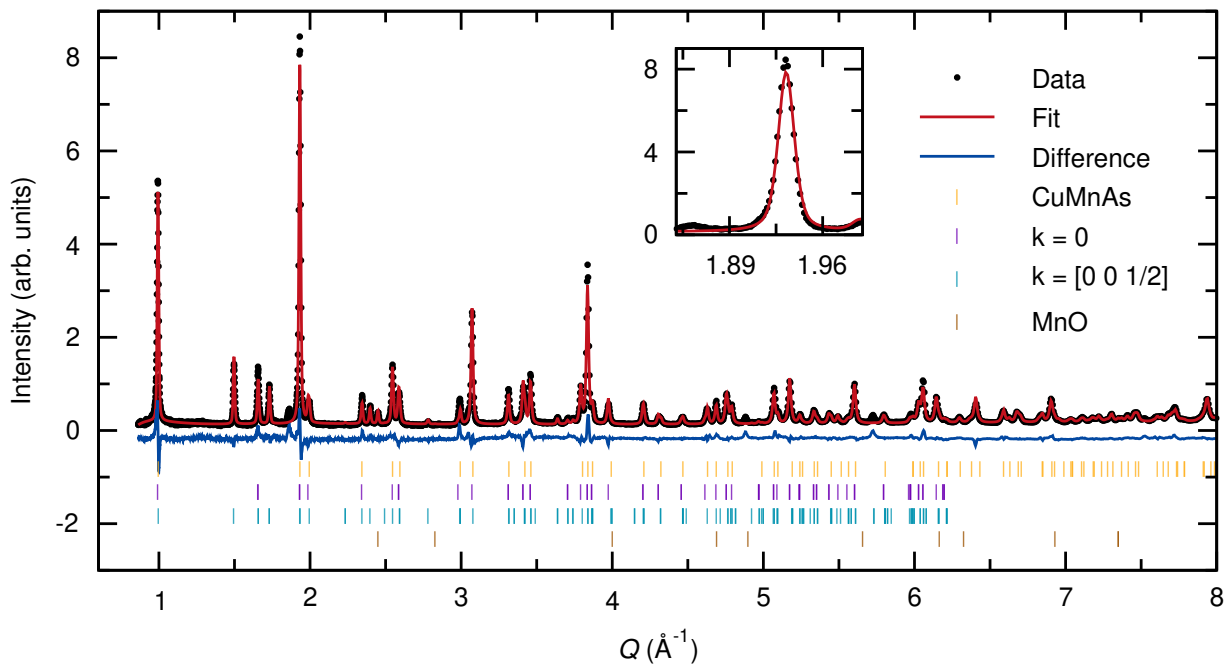 Intensity (arb. units)
8
6
4
2
0
-2
1 2 3 4 5 6 7 8
Q (Å⁻¹)
8
4
0
1.89 1.96
Data
Fit
Difference
CuMnAs
k = 0
k = [0 0 1/2]
MnO